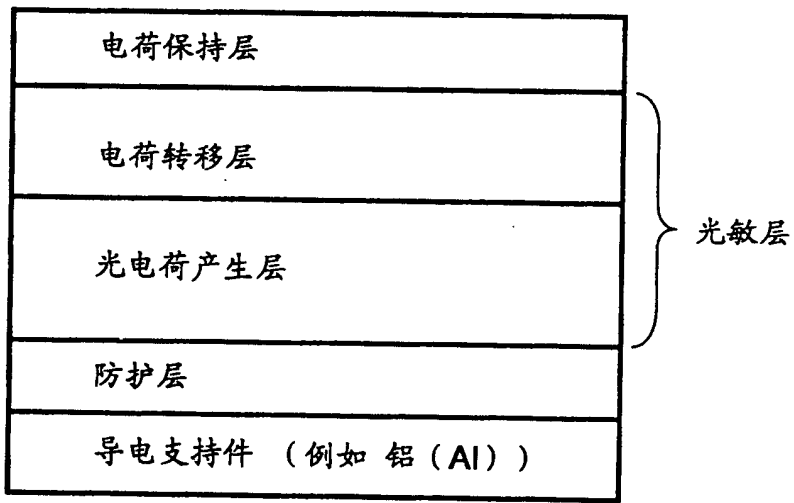 电荷保持层
电荷转移层
光电荷产生层
光敏层
防护层
导电支持件 （例如 铝（Al））